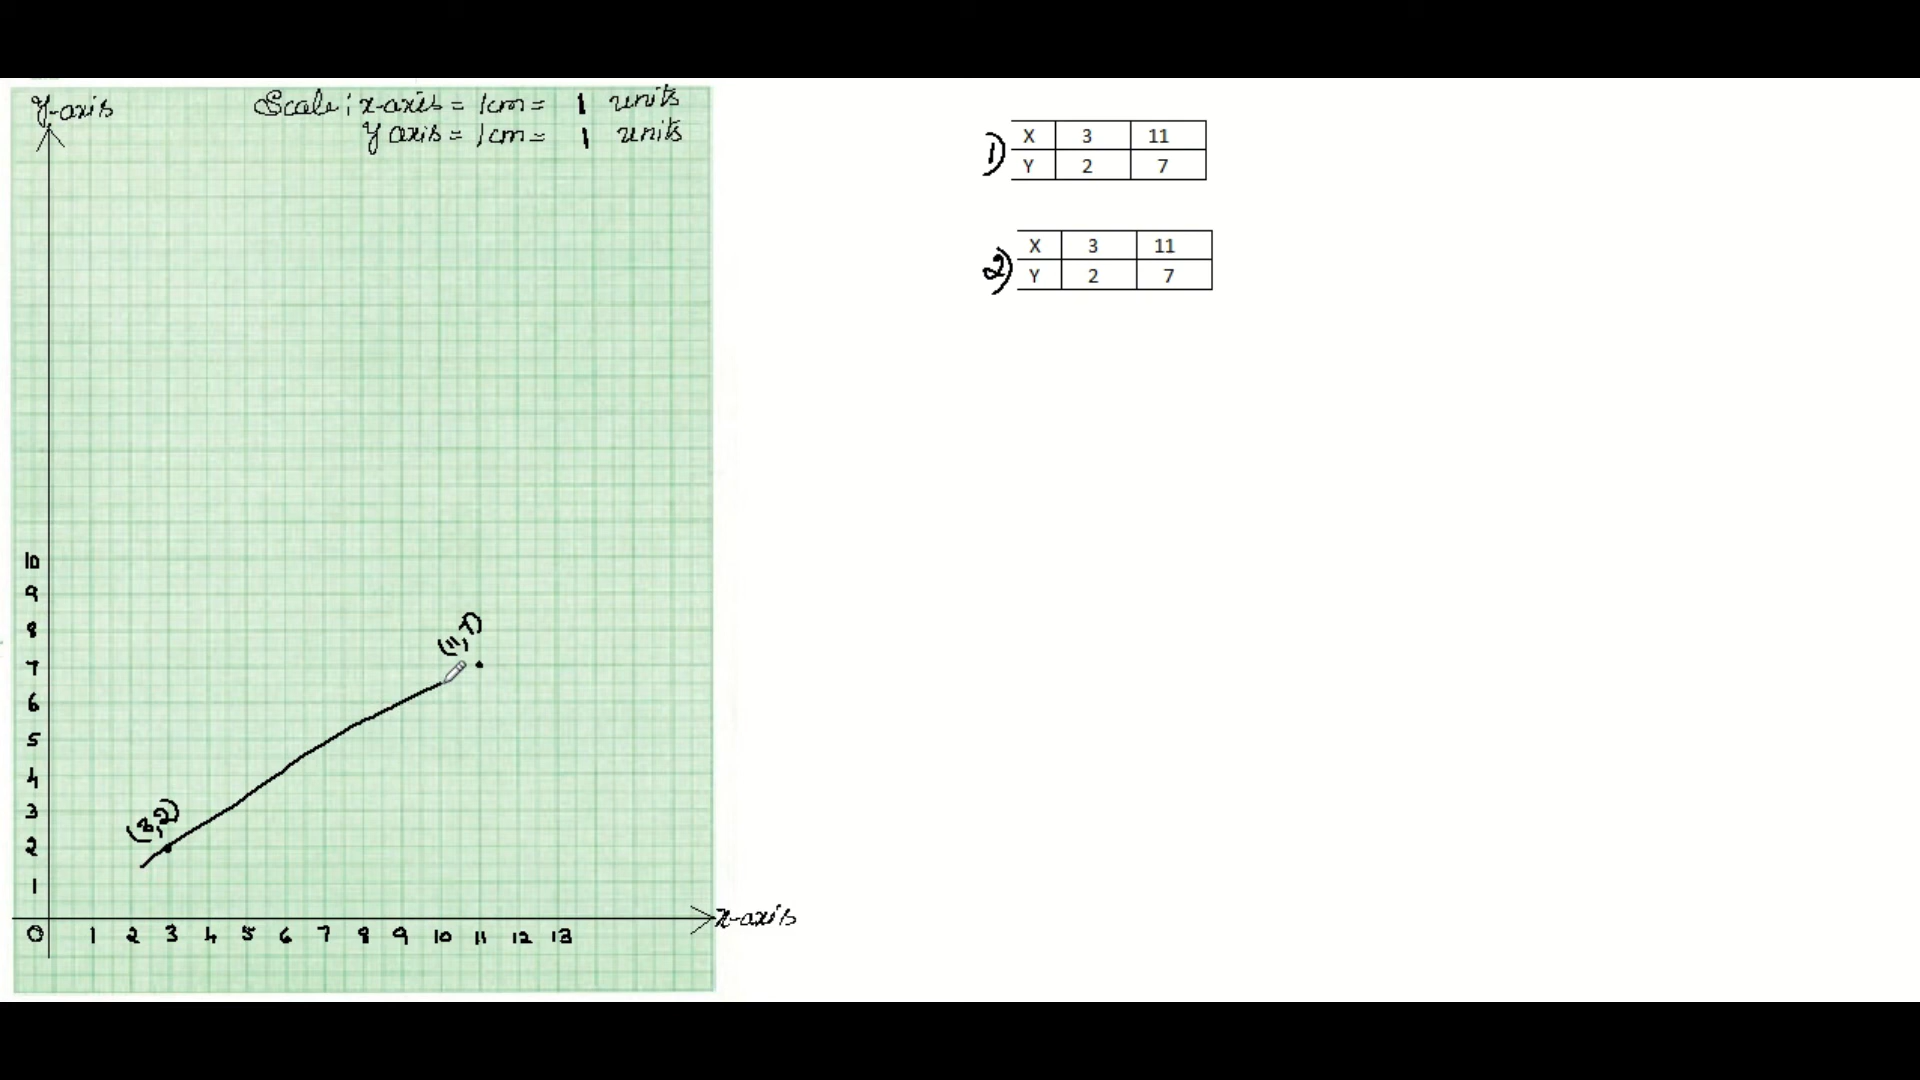 Y-axis
Scale; x-axis = 1cm = 1 units
Y axis = 1cm = 1 units
1)
X 3 11
Y 2 7
2)
X 3 11
Y 2 7
10
9
8
(11,7)
7
6
5
4
3
(3,2)
2
1
x-axis
0 1 2 3 4 5 6 7 8 9 10 11 12 13